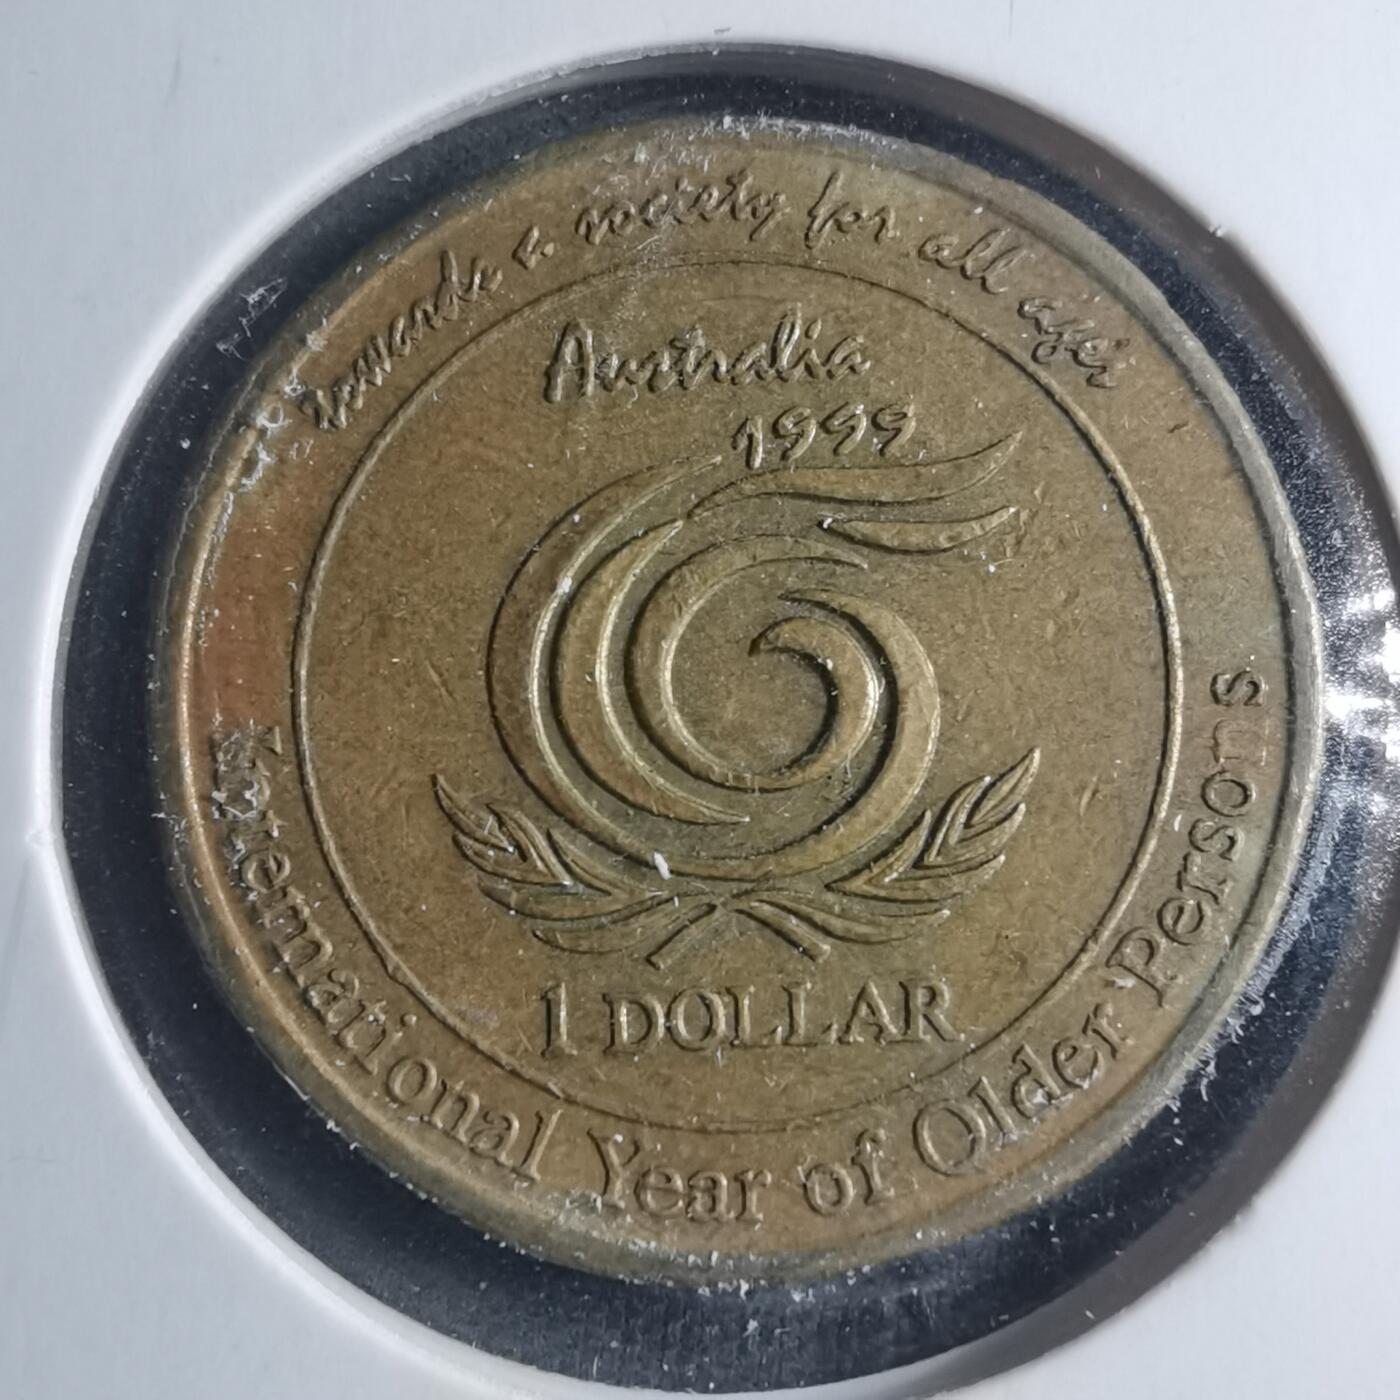 towards a society for all ages
Australia
1999
1 DOLLAR
International Year of Older Persons